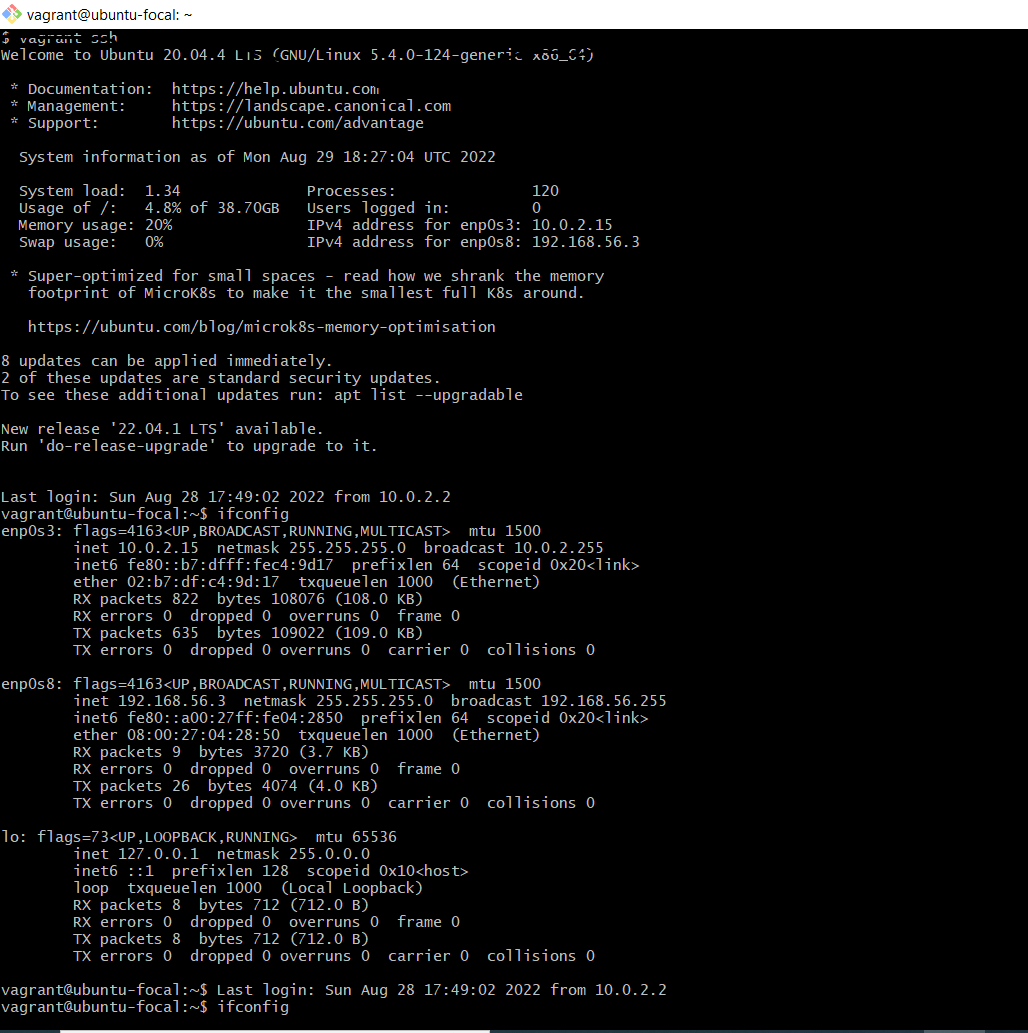 vagrant@ubuntu-focal: ~
$ vagrant ssh
Welcome to Ubuntu 20.04.4 LTS (GNU/Linux 5.4.0-124-generic x86_64)
* Documentation:  https://help.ubuntu.com
* Management:     https://landscape.canonical.com
* Support:        https://ubuntu.com/advantage
System information as of Mon Aug 29 18:27:04 UTC 2022
System load:  1.34              Processes:               120
Usage of /:   4.8% of 38.70GB   Users logged in:         0
Memory usage: 20%               IPv4 address for enp0s3: 10.0.2.15
Swap usage:   0%                IPv4 address for enp0s8: 192.168.56.3
* Super-optimized for small spaces - read how we shrank the memory
footprint of MicroK8s to make it the smallest full K8s around.
https://ubuntu.com/blog/microk8s-memory-optimisation
8 updates can be applied immediately.
2 of these updates are standard security updates.
To see these additional updates run: apt list --upgradable
New release '22.04.1 LTS' available.
Run 'do-release-upgrade' to upgrade to it.
Last login: Sun Aug 28 17:49:02 2022 from 10.0.2.2
vagrant@ubuntu-focal:~$ ifconfig
enp0s3: flags=4163<UP,BROADCAST,RUNNING,MULTICAST>  mtu 1500
inet 10.0.2.15  netmask 255.255.255.0  broadcast 10.0.2.255
inet6 fe80::b7:dfff:fec4:9d17  prefixlen 64  scopeid 0x20<link>
ether 02:b7:df:c4:9d:17  txqueuelen 1000  (Ethernet)
RX packets 822  bytes 108076 (108.0 KB)
RX errors 0  dropped 0  overruns 0  frame 0
TX packets 635  bytes 109022 (109.0 KB)
TX errors 0  dropped 0 overruns 0  carrier 0  collisions 0
enp0s8: flags=4163<UP,BROADCAST,RUNNING,MULTICAST>  mtu 1500
inet 192.168.56.3  netmask 255.255.255.0  broadcast 192.168.56.255
inet6 fe80::a00:27ff:fe04:2850  prefixlen 64  scopeid 0x20<link>
ether 08:00:27:04:28:50  txqueuelen 1000  (Ethernet)
RX packets 9  bytes 3720 (3.7 KB)
RX errors 0  dropped 0  overruns 0  frame 0
TX packets 26  bytes 4074 (4.0 KB)
TX errors 0  dropped 0 overruns 0  carrier 0  collisions 0
lo: flags=73<UP,LOOPBACK,RUNNING>  mtu 65536
inet 127.0.0.1  netmask 255.0.0.0
inet6 ::1  prefixlen 128  scopeid 0x10<host>
loop  txqueuelen 1000  (Local Loopback)
RX packets 8  bytes 712 (712.0 B)
RX errors 0  dropped 0  overruns 0  frame 0
TX packets 8  bytes 712 (712.0 B)
TX errors 0  dropped 0 overruns 0  carrier 0  collisions 0
vagrant@ubuntu-focal:~$ Last login: Sun Aug 28 17:49:02 2022 from 10.0.2.2
vagrant@ubuntu-focal:~$ ifconfig